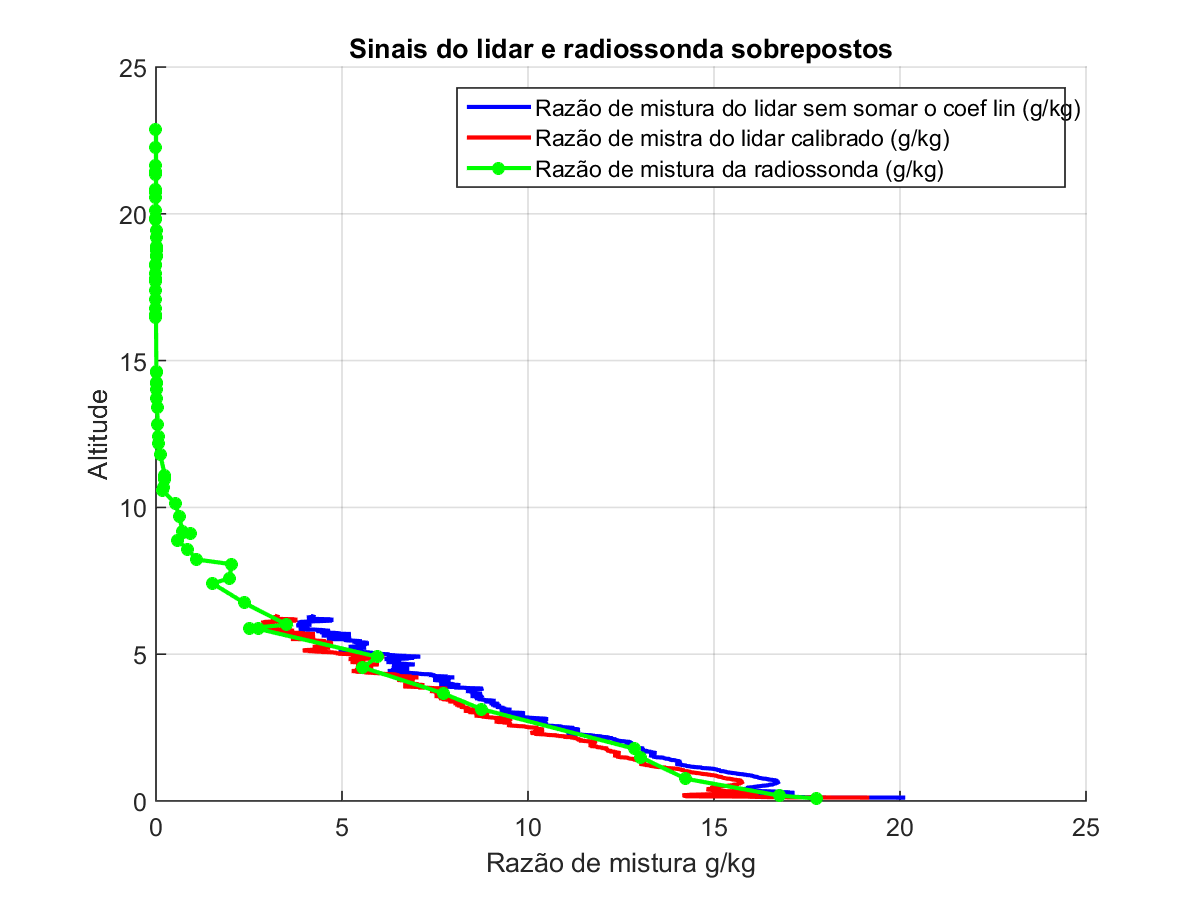 Sinais do lidar e radiossonda sobrepostos
25
Razão de mistura do lidar sem somar o coef lin (g/kg)
Razão de mistra do lidar calibrado (g/kg)
Razão de mistura da radiossonda (g/kg)
20
15
Altitude
10
5
0
0 5 10 15 20 25
Razão de mistura g/kg